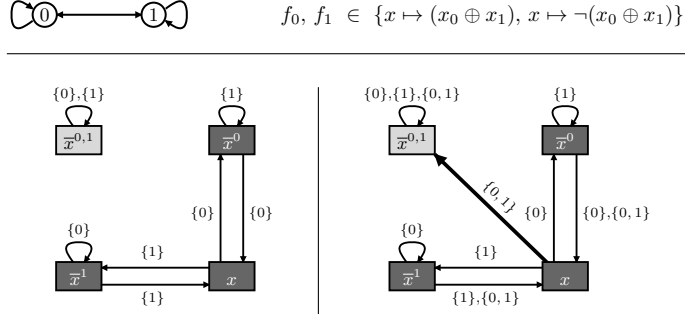 0 1 f₀, f₁ ∈ {x ↦ (x₀ ⊕ x₁), x ↦ ¬(x₀ ⊕ x₁)}
{0},{1} {1}
x̅⁰˒¹ x̅⁰
{0} {0}
{0}
{1}
x̅¹ x
{1}
{0},{1},{0, 1} {1}
x̅⁰˒¹ x̅⁰
{0, 1} {0} {0},{0, 1}
{0}
{1}
x̅¹ x
{1},{0, 1}